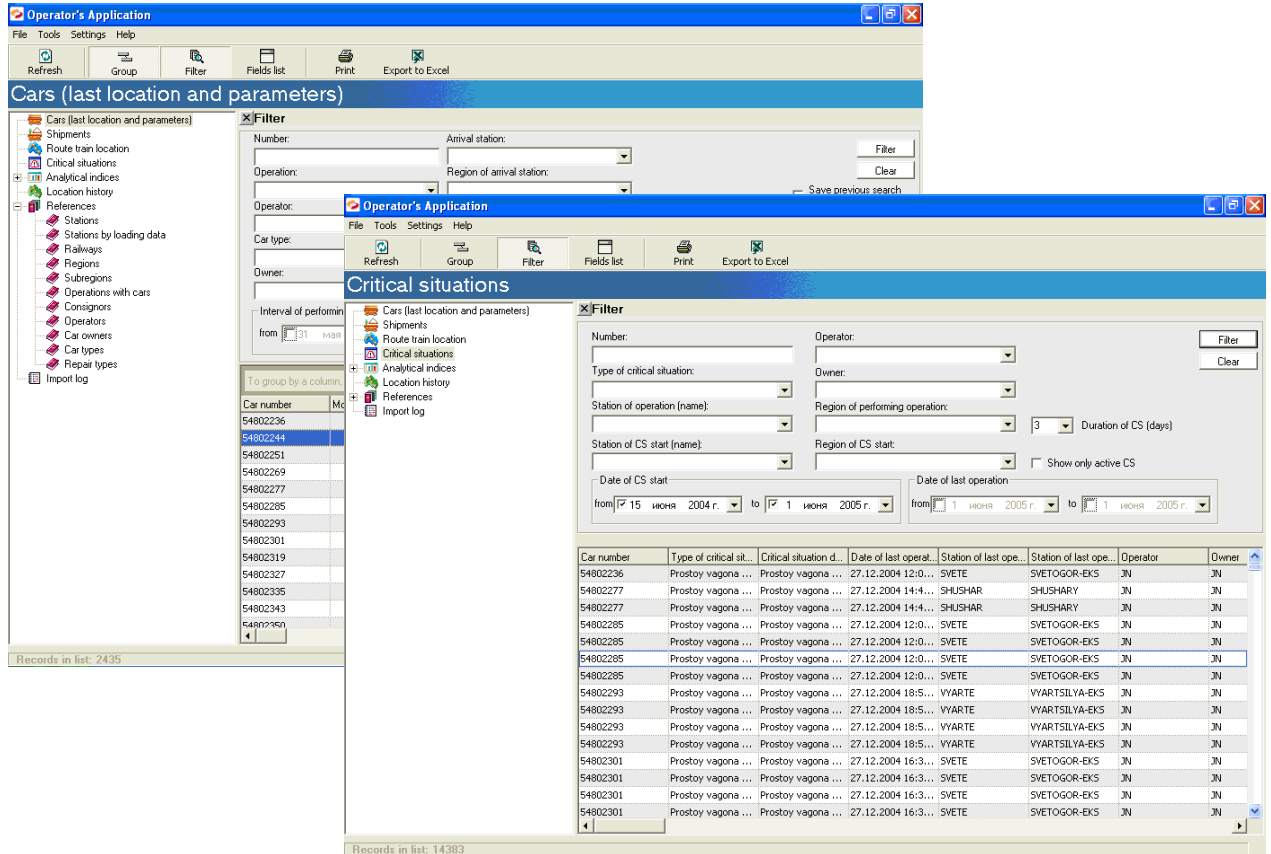 Operator's Application
File Tools Settings Help
Refresh Group Filter Fields list Print Export to Excel
Cars (last location and parameters)
Cars (last location and parameters)
Shipments
Route train location
Critical situations
Analytical indices
Location history
References
Stations
Stations by loading data
Railways
Regions
Subregions
Operations with cars
Consignors
Operators
Car owners
Car types
Repair types
Import log
Filter
Number: Arrival station:
Filter
Operation: Region of arrival station:
Clear
Save previous search
Operator:
Car type:
Owner:
Interval of performin
from 31 мая
To group by a column,
Car number Mo
54802236
54802244
54802251
54802269
54802277
54802285
54802293
54802301
54802319
54802327
54802335
54802343
54802350
Records in list: 2435
Operator's Application
File Tools Settings Help
Refresh Group Filter Fields list Print Export to Excel
Critical situations
Cars (last location and parameters)
Shipments
Route train location
Critical situations
Analytical indices
Location history
References
Import log
Filter
Number: Operator:
Filter
Type of critical situation: Owner:
Clear
Station of operation (name): Region of performing operation:
3 Duration of CS (days)
Station of CS start (name): Region of CS start:
Show only active CS
Date of CS start Date of last operation
from 15 июня 2004 г. to 1 июня 2005 г. from 1 июня 2005 г. to 1 июня 2005 г.
Car number Type of critical sit... Critical situation d... Date of last operat... Station of last ope... Station of last ope... Operator Owner
54802236 Prostoy vagona ... Prostoy vagona ... 27.12.2004 12:0... SVETE SVETOGOR-EKS JN JN
54802277 Prostoy vagona ... Prostoy vagona ... 27.12.2004 14:4... SHUSHAR SHUSHARY JN JN
54802277 Prostoy vagona ... Prostoy vagona ... 27.12.2004 14:4... SHUSHAR SHUSHARY JN JN
54802285 Prostoy vagona ... Prostoy vagona ... 27.12.2004 12:0... SVETE SVETOGOR-EKS JN JN
54802285 Prostoy vagona ... Prostoy vagona ... 27.12.2004 12:0... SVETE SVETOGOR-EKS JN JN
54802285 Prostoy vagona ... Prostoy vagona ... 27.12.2004 12:0... SVETE SVETOGOR-EKS JN JN
54802285 Prostoy vagona ... Prostoy vagona ... 27.12.2004 12:0... SVETE SVETOGOR-EKS JN JN
54802293 Prostoy vagona ... Prostoy vagona ... 27.12.2004 18:5... VYARTE VYARTSILYA-EKS JN JN
54802293 Prostoy vagona ... Prostoy vagona ... 27.12.2004 18:5... VYARTE VYARTSILYA-EKS JN JN
54802293 Prostoy vagona ... Prostoy vagona ... 27.12.2004 18:5... VYARTE VYARTSILYA-EKS JN JN
54802293 Prostoy vagona ... Prostoy vagona ... 27.12.2004 18:5... VYARTE VYARTSILYA-EKS JN JN
54802301 Prostoy vagona ... Prostoy vagona ... 27.12.2004 16:3... SVETE SVETOGOR-EKS JN JN
54802301 Prostoy vagona ... Prostoy vagona ... 27.12.2004 16:3... SVETE SVETOGOR-EKS JN JN
54802301 Prostoy vagona ... Prostoy vagona ... 27.12.2004 16:3... SVETE SVETOGOR-EKS JN JN
54802301 Prostoy vagona ... Prostoy vagona ... 27.12.2004 16:3... SVETE SVETOGOR-EKS JN JN
Records in list: 14383